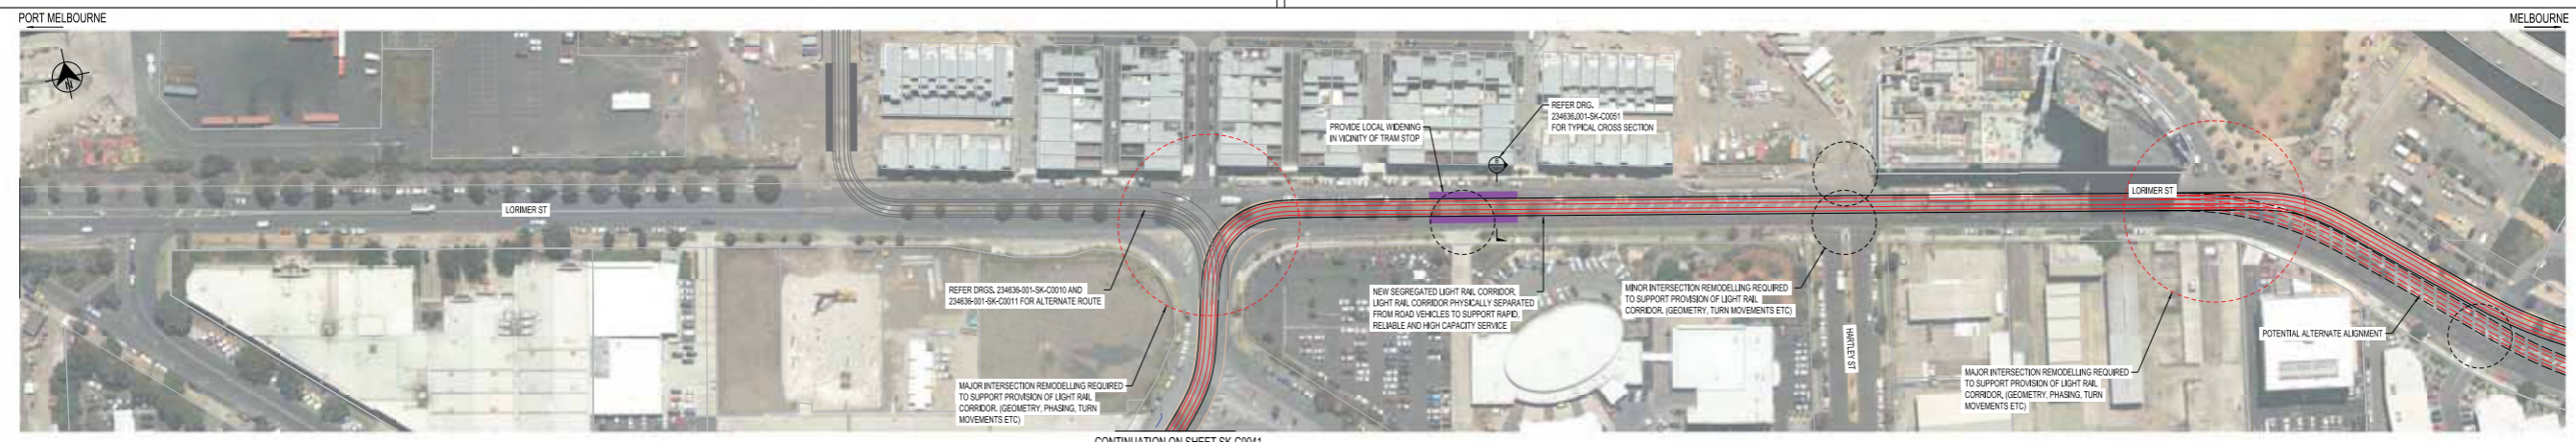 PORT MELBOURNE
MELBOURNE
REFER DRG.
234636.001-SK-C0051
FOR TYPICAL CROSS SECTION
PROVIDE LOCAL WIDENING
IN VICINITY OF TRAM STOP
LORIMER ST
LORIMER ST
REFER DRGS. 234636-001-SK-C0010 AND
234636-001-SK-C0011 FOR ALTERNATE ROUTE
NEW SEGREGATED LIGHT RAIL CORRIDOR.
LIGHT RAIL CORRIDOR PHYSICALLY SEPARATED
FROM ROAD VEHICLES TO SUPPORT RAPID,
RELIABLE AND HIGH CAPACITY SERVICE
MINOR INTERSECTION REMODELLING REQUIRED
TO SUPPORT PROVISION OF LIGHT RAIL
CORRIDOR. (GEOMETRY, TURN MOVEMENTS ETC)
HARTLEY ST
POTENTIAL ALTERNATE ALIGNMENT
MAJOR INTERSECTION REMODELLING REQUIRED
TO SUPPORT PROVISION OF LIGHT RAIL
CORRIDOR. (GEOMETRY, PHASING, TURN
MOVEMENTS ETC)
MAJOR INTERSECTION REMODELLING REQUIRED
TO SUPPORT PROVISION OF LIGHT RAIL
CORRIDOR, (GEOMETRY, PHASING, TURN
MOVEMENTS ETC)
CONTINUATION ON SHEET SK-C0041